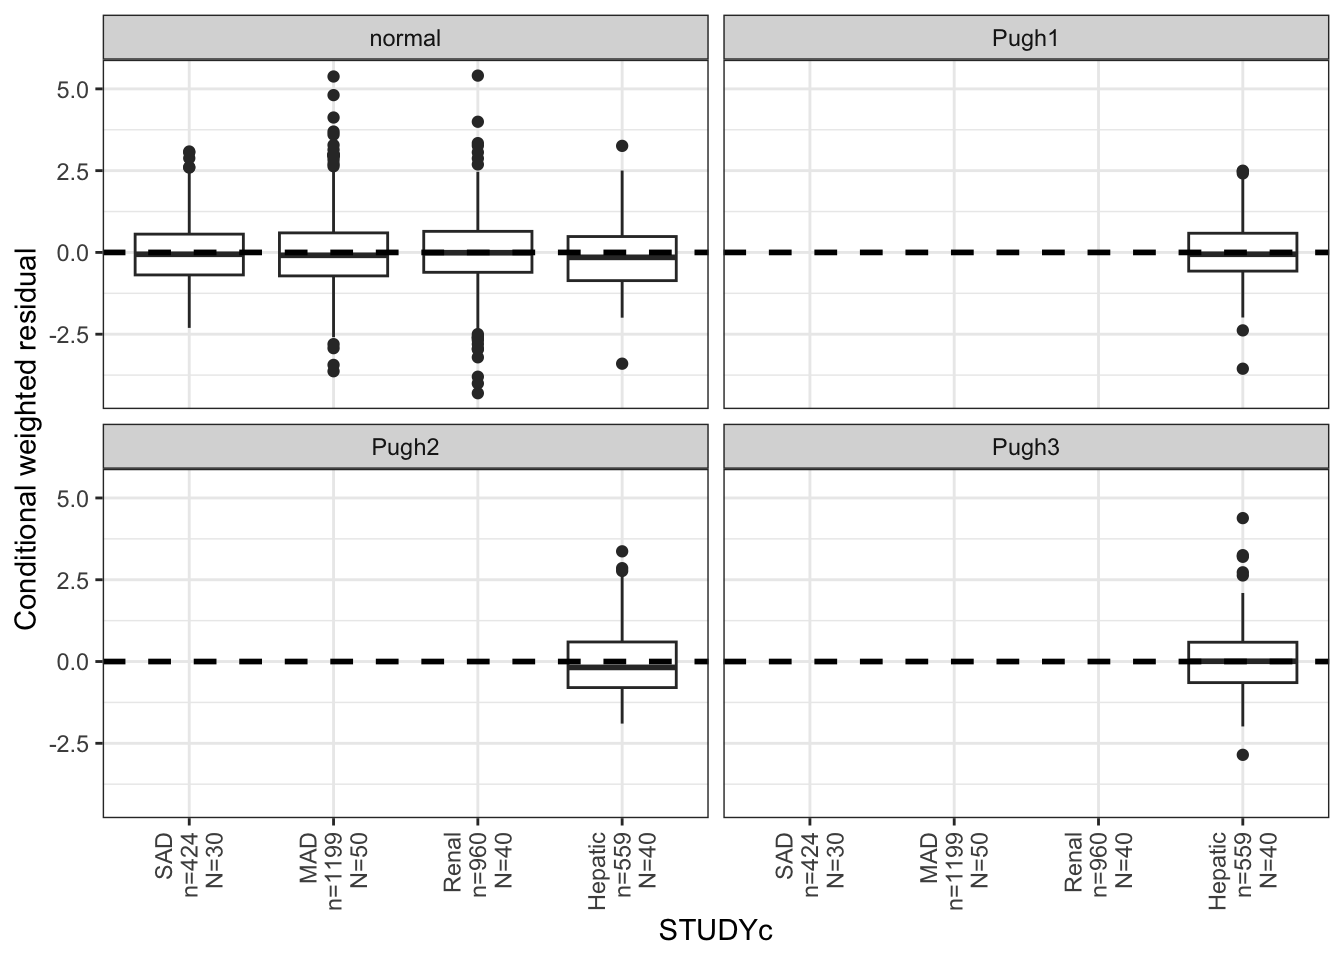 normal
Pugh1
5.0
2.5
0.0
-2.5
Pugh2
Pugh3
5.0
2.5
0.0
-2.5
Conditional weighted residual
SAD
n=424
N=30
MAD
n=1199
N=50
Renal
n=960
N=40
Hepatic
n=559
N=40
SAD
n=424
N=30
MAD
n=1199
N=50
Renal
n=960
N=40
Hepatic
n=559
N=40
STUDYc